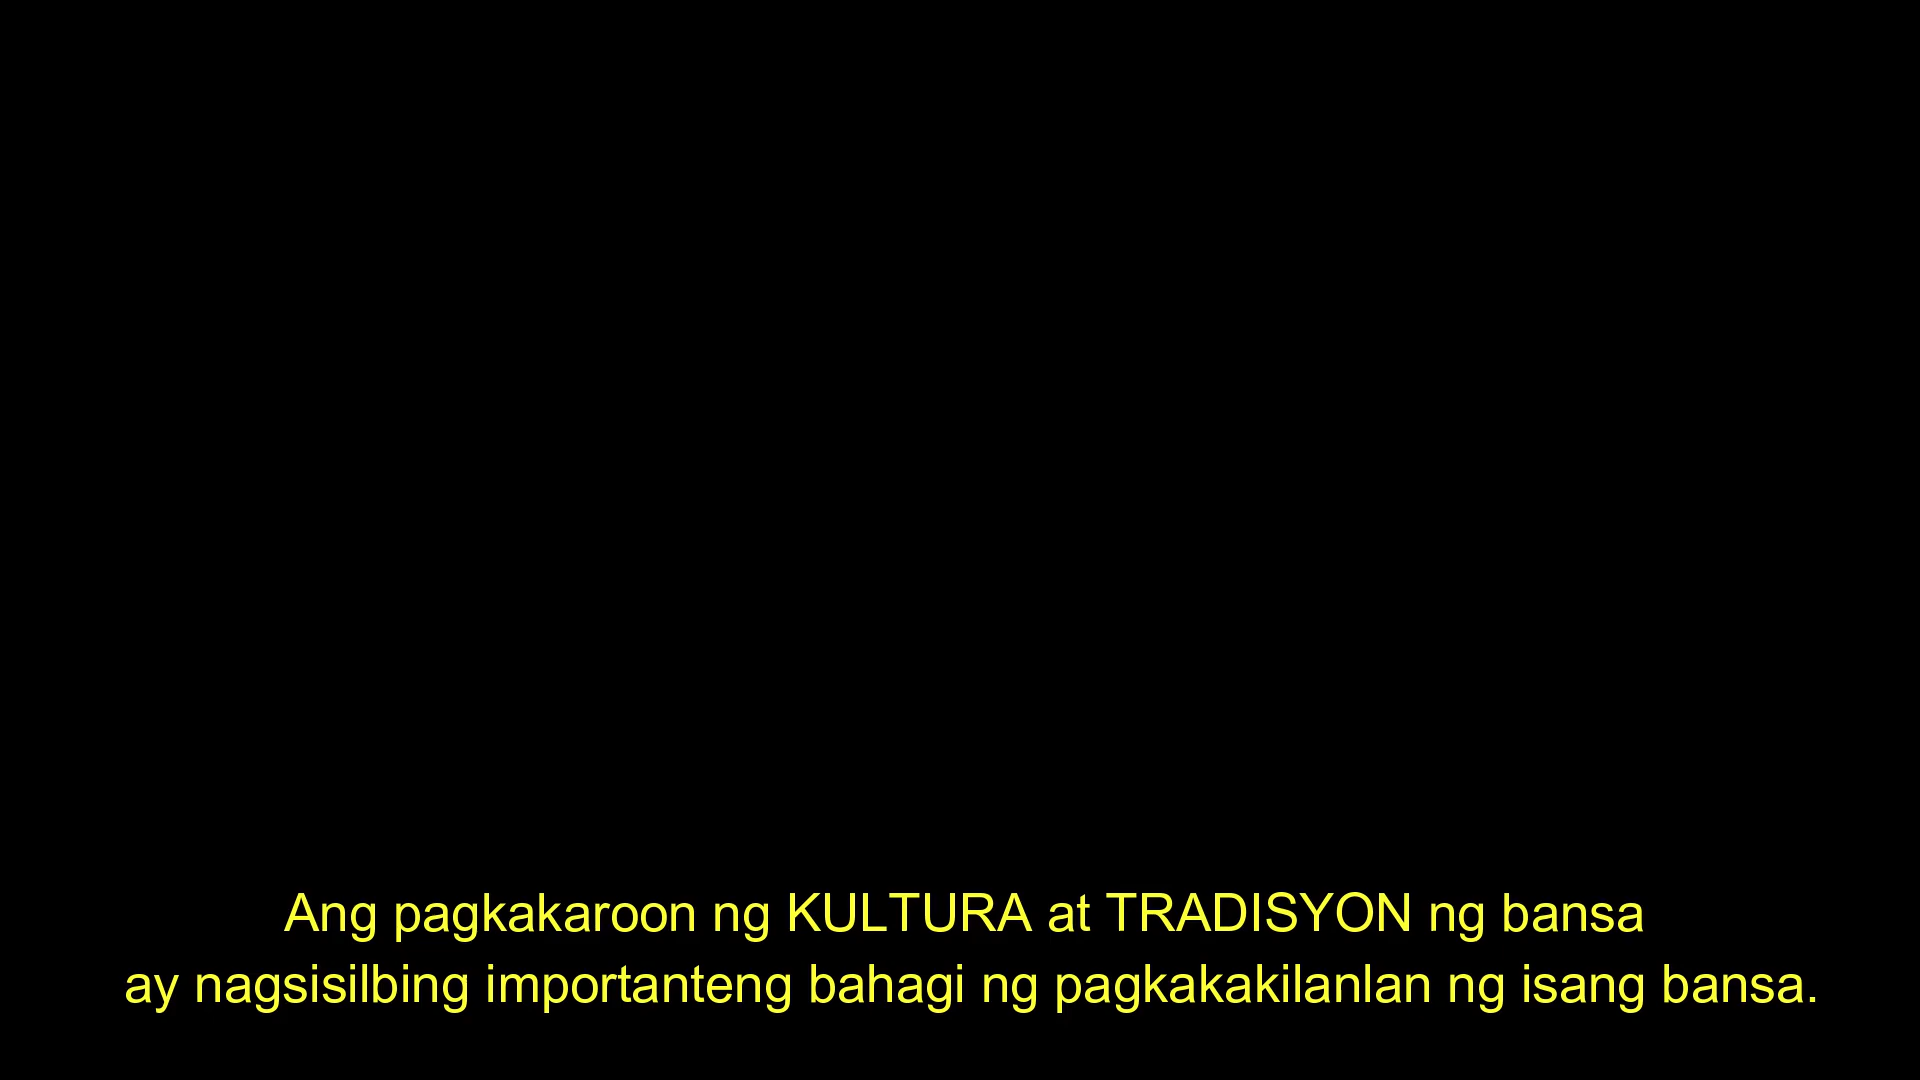 Ang pagkakaroon ng KULTURA at TRADISYON ng bansa
ay nagsisilbing importanteng bahagi ng pagkakakilanlan ng isang bansa.